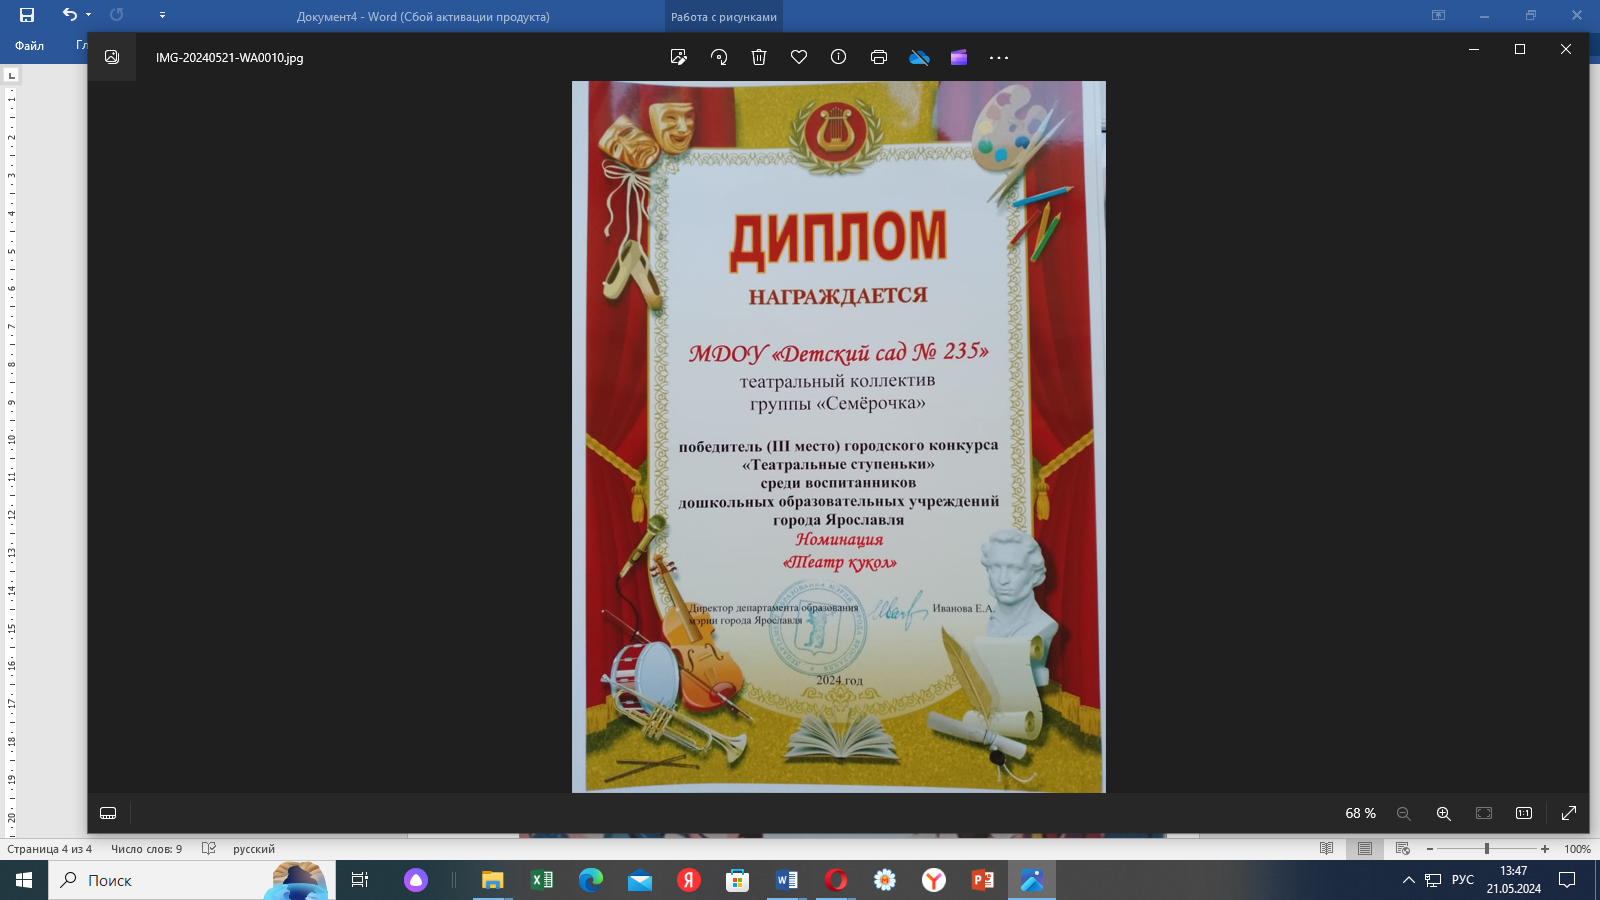 Документ4 - Word (Сбой активации продукта)
Работа с рисунками
Файл
Гл
IMG-20240521-WA0010.jpg
ДИПЛОМ
НАГРАЖДАЕТСЯ
МДОУ «Детский сад № 235»
театральный коллектив
группы «Семёрочка»
победитель (III место) городского конкурса
«Театральные ступеньки»
среди воспитанников
дошкольных образовательных учреждений
города Ярославля
Номинация
«Театр кукол»
Директор департамента образования
мэрии города Ярославля
Иванова Е.А.
2024 год
68 %
1:1
Страница 4 из 4
Число слов: 9
русский
100%
Поиск
РУС
13:47
21.05.2024